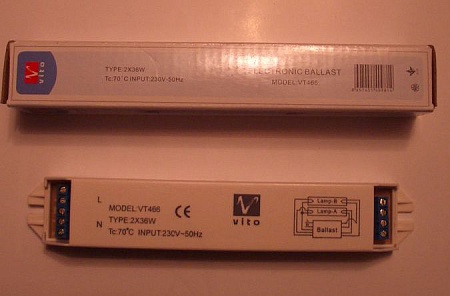 vito
TYPE:2X36W
Tc:70°C INPUT:230V~50Hz
ELECTRONIC BALLAST
MODEL:VT466
L
N
MODEL:VT466
TYPE:2X36W
Tc:70°C INPUT:230V~50Hz
CE
vito
Lamp-B
Lamp-A
Ballast